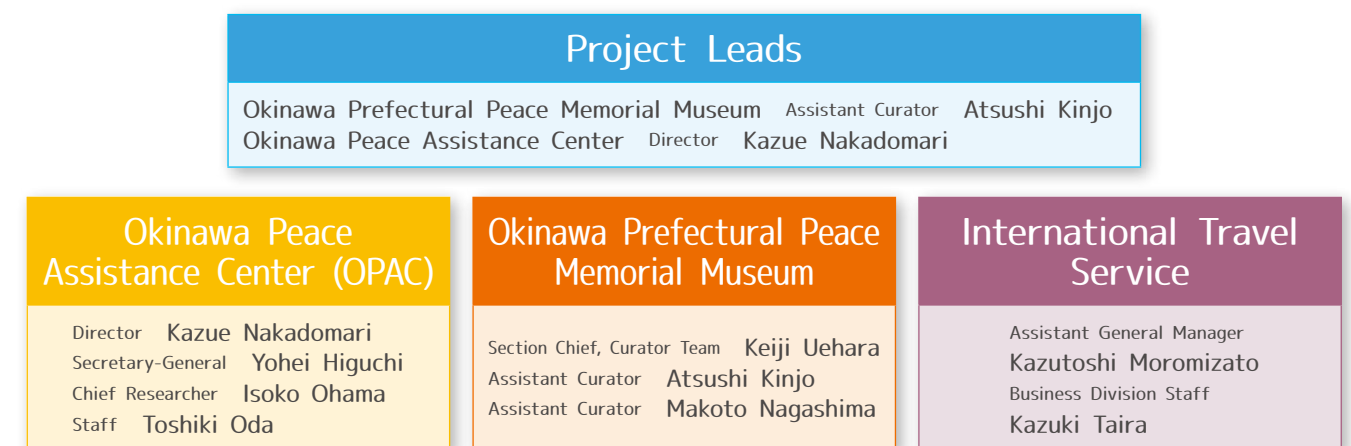 Project Leads
Okinawa Prefectural Peace Memorial Museum Assistant Curator Atsushi Kinjo
Okinawa Peace Assistance Center Director Kazue Nakadomari
Okinawa Peace
Assistance Center (OPAC)
Director Kazue Nakadomari
Secretary-General Yohei Higuchi
Chief Researcher Isoko Ohama
Staff Toshiki Oda
Okinawa Prefectural Peace
Memorial Museum
Section Chief, Curator Team Keiji Uehara
Assistant Curator Atsushi Kinjo
Assistant Curator Makoto Nagashima
International Travel
Service
Assistant General Manager
Kazutoshi Moromizato
Business Division Staff
Kazuki Taira